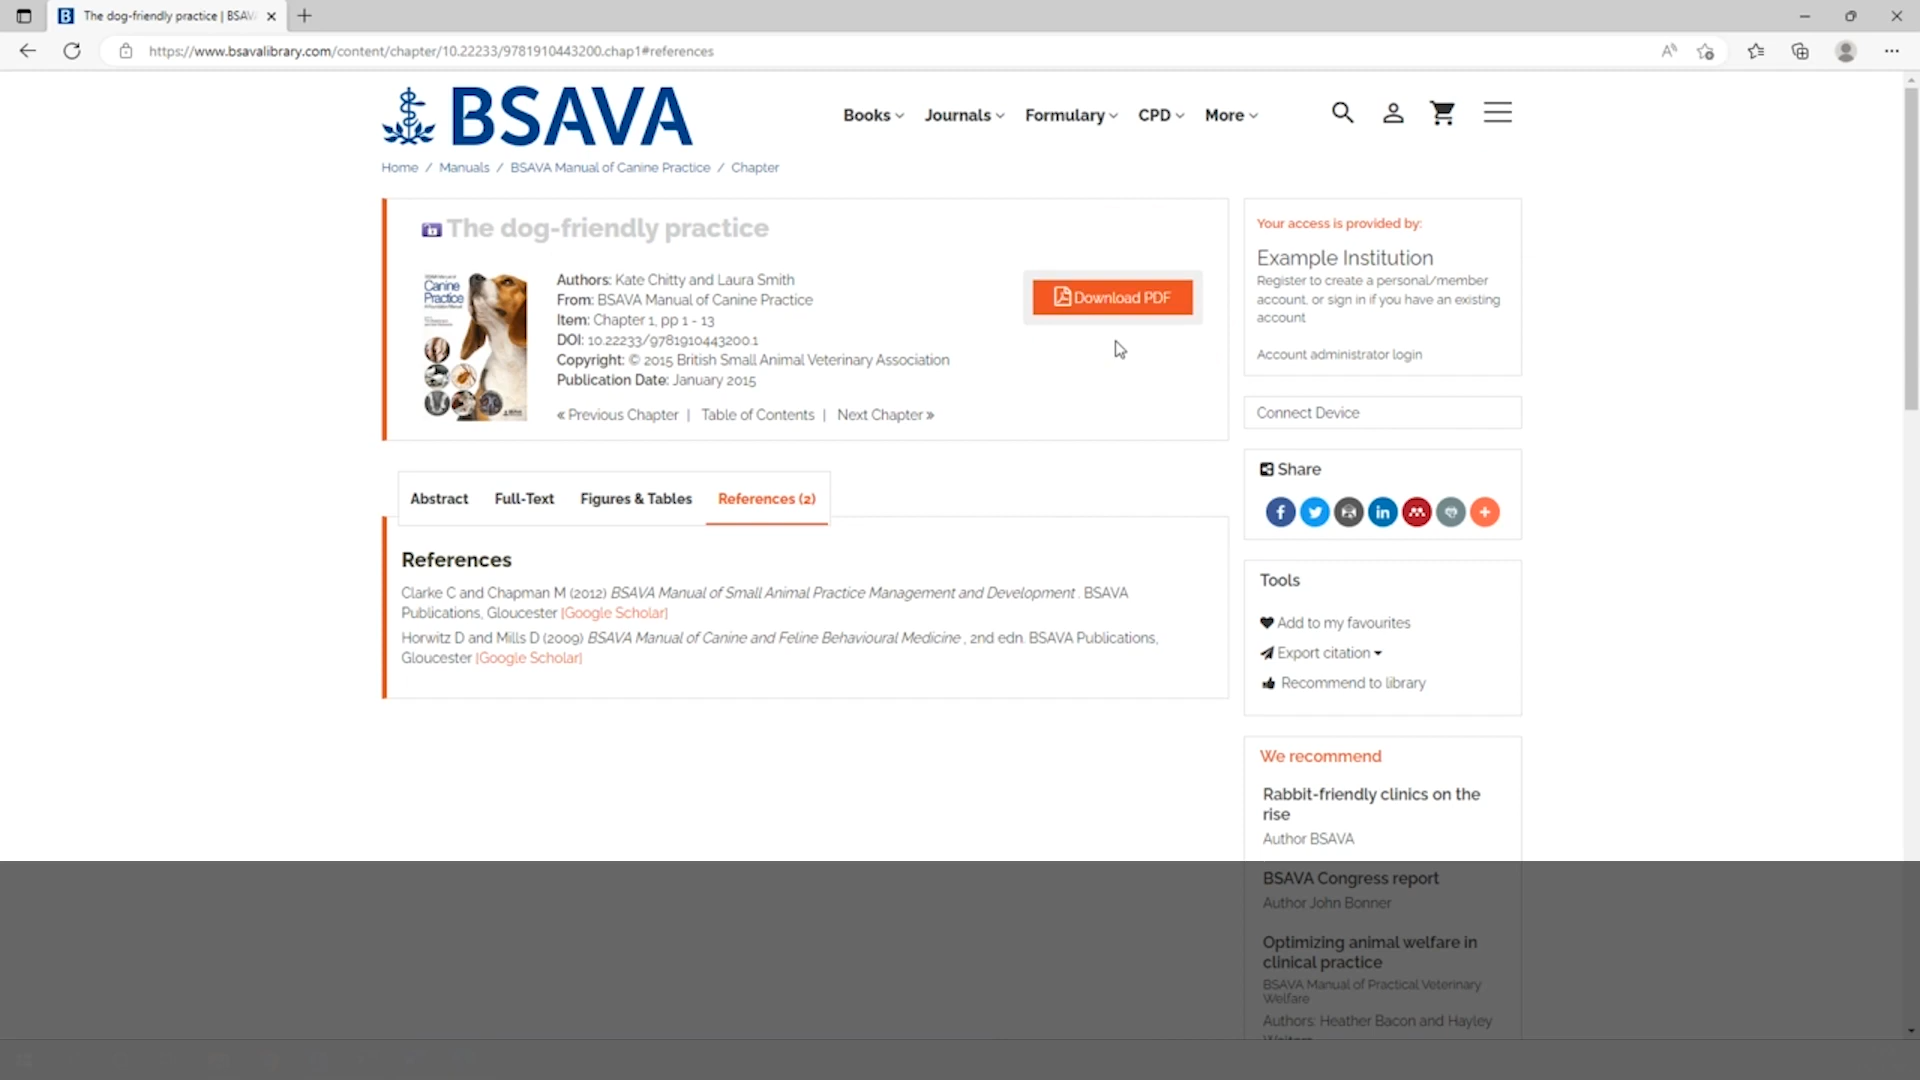 The dog-friendly practice | BSAV
https://www.bsavalibrary.com/content/chapter/10.22233/9781910443200.chap1#references
BSAVA
Books
Journals
Formulary
CPD
More
Home / Manuals / BSAVA Manual of Canine Practice / Chapter
The dog-friendly practice
Canine
Practice
Authors: Kate Chitty and Laura Smith
From: BSAVA Manual of Canine Practice
Item: Chapter 1, pp 1 - 13
DOI: 10.22233/9781910443200.1
Copyright: © 2015 British Small Animal Veterinary Association
Publication Date: January 2015
« Previous Chapter | Table of Contents | Next Chapter »
Download PDF
Abstract
Full-Text
Figures & Tables
References (2)
References
Clarke C and Chapman M (2012) BSAVA Manual of Small Animal Practice Management and Development . BSAVA
Publications, Gloucester [Google Scholar]
Horwitz D and Mills D (2009) BSAVA Manual of Canine and Feline Behavioural Medicine , 2nd edn. BSAVA Publications,
Gloucester [Google Scholar]
Your access is provided by:
Example Institution
Register to create a personal/member
account, or sign in if you have an existing
account
Account administrator login
Connect Device
Share
Tools
Add to my favourites
Export citation
Recommend to library
We recommend
Rabbit-friendly clinics on the
rise
Author BSAVA
BSAVA Congress report
Author John Bonner
Optimizing animal welfare in
clinical practice
BSAVA Manual of Practical Veterinary
Welfare
Authors: Heather Bacon and Hayley